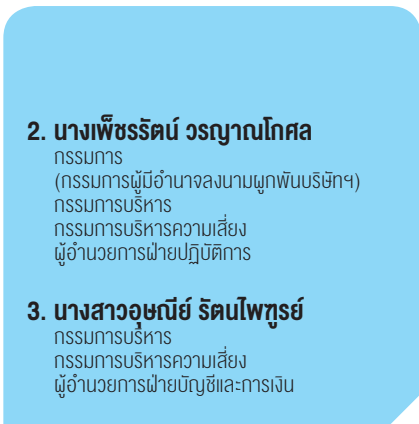 2. นางเพ็ชรรัตน์ วรญาณโกศล
กรรมการ
(กรรมการผู้มีอำนาจลงนามผูกพันบริษัทฯ)
กรรมการบริหาร
กรรมการบริหารความเสี่ยง
ผู้อำนวยการฝ่ายปฏิบัติการ
3. นางสาวอุษณีย์ รัตนไพฑูรย์
กรรมการบริหาร
กรรมการบริหารความเสี่ยง
ผู้อำนวยการฝ่ายบัญชีและการเงิน